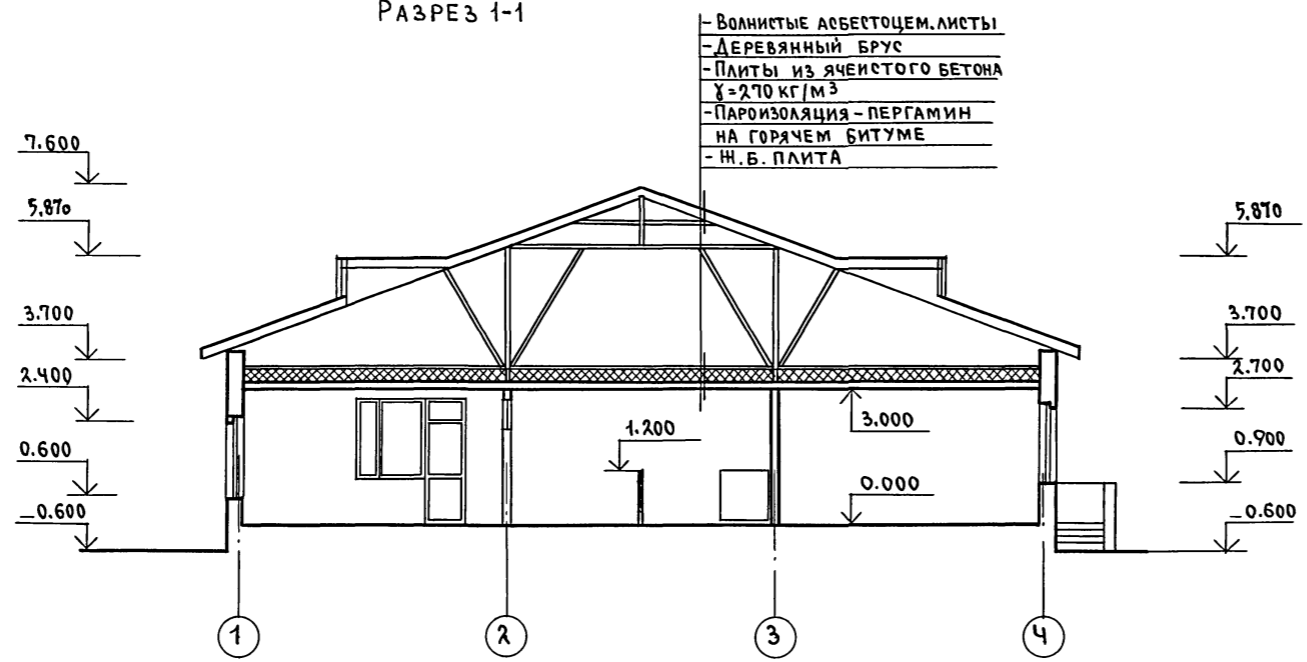 РАЗРЕЗ 1-1
- ВОЛНИСТЫЕ АСБЕСТОЦЕМ.ЛИСТЫ
- ДЕРЕВЯННЫЙ БРУС
- ПЛИТЫ ИЗ ЯЧЕИСТОГО БЕТОНА
γ=270 КГ/М3
- ПАРОИЗОЛЯЦИЯ - ПЕРГАМИН
НА ГОРЯЧЕМ БИТУМЕ
- Ж.Б. ПЛИТА
7.600
5.870
5.870
3.700
3.700
2.400
2.700
3.000
1.200
0.600
0.900
0.000
-0.600
-0.600
1
2
3
4